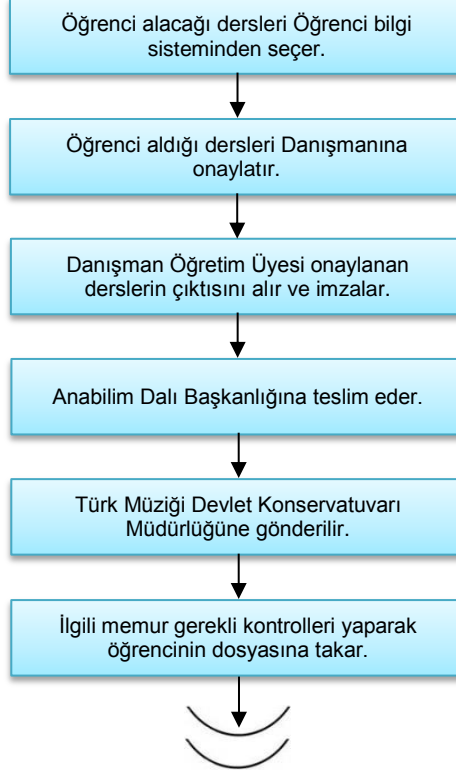 Öğrenci alacağı dersleri Öğrenci bilgi
sisteminden seçer.
Öğrenci aldığı dersleri Danışmanına
onaylatır.
Danışman Öğretim Üyesi onaylanan
derslerin çıktısını alır ve imzalar.
Anabilim Dalı Başkanlığına teslim eder.
Türk Müziği Devlet Konservatuvarı
Müdürlüğüne gönderilir.
İlgili memur gerekli kontrolleri yaparak
öğrencinin dosyasına takar.